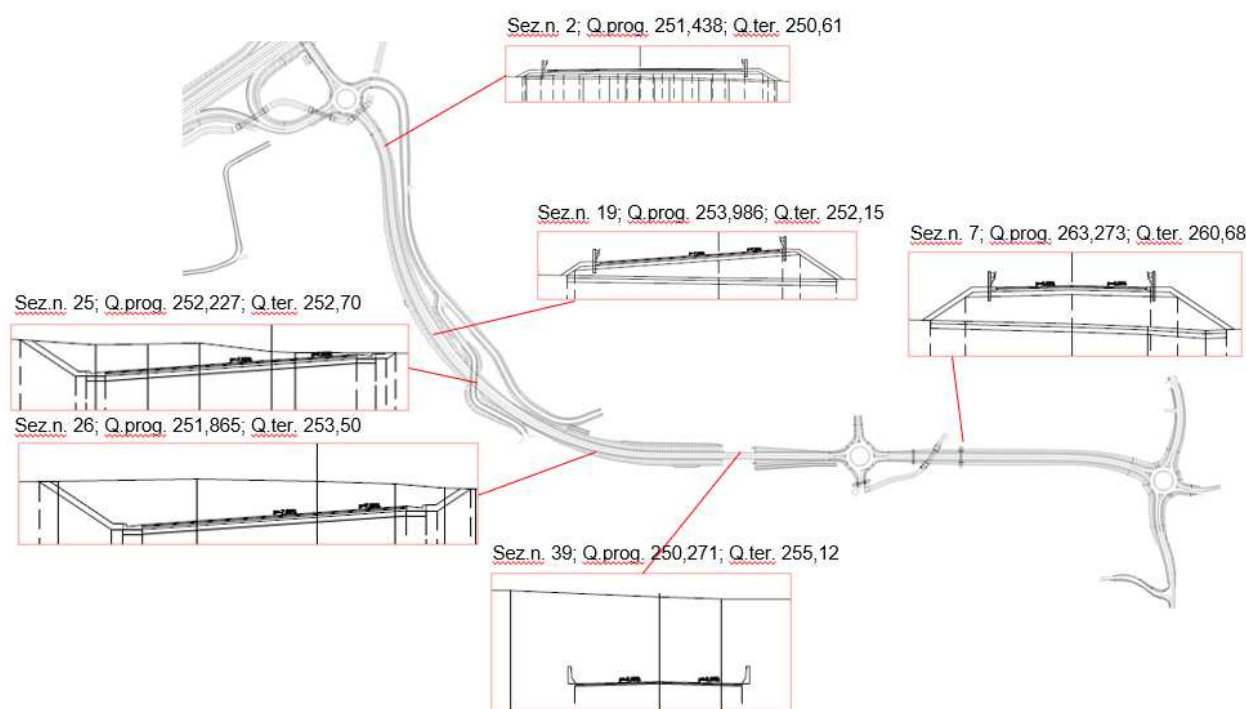 Sez.n. 2; Q.prog. 251,438; Q.ter. 250,61
Sez.n. 19; Q.prog. 253,986; Q.ter. 252,15
Sez.n. 7; Q.prog. 263,273; Q.ter. 260,68
Sez.n. 25; Q.prog. 252,227; Q.ter. 252,70
Sez.n. 26; Q.prog. 251,865; Q.ter. 253,50
Sez.n. 39; Q.prog. 250,271; Q.ter. 255,12